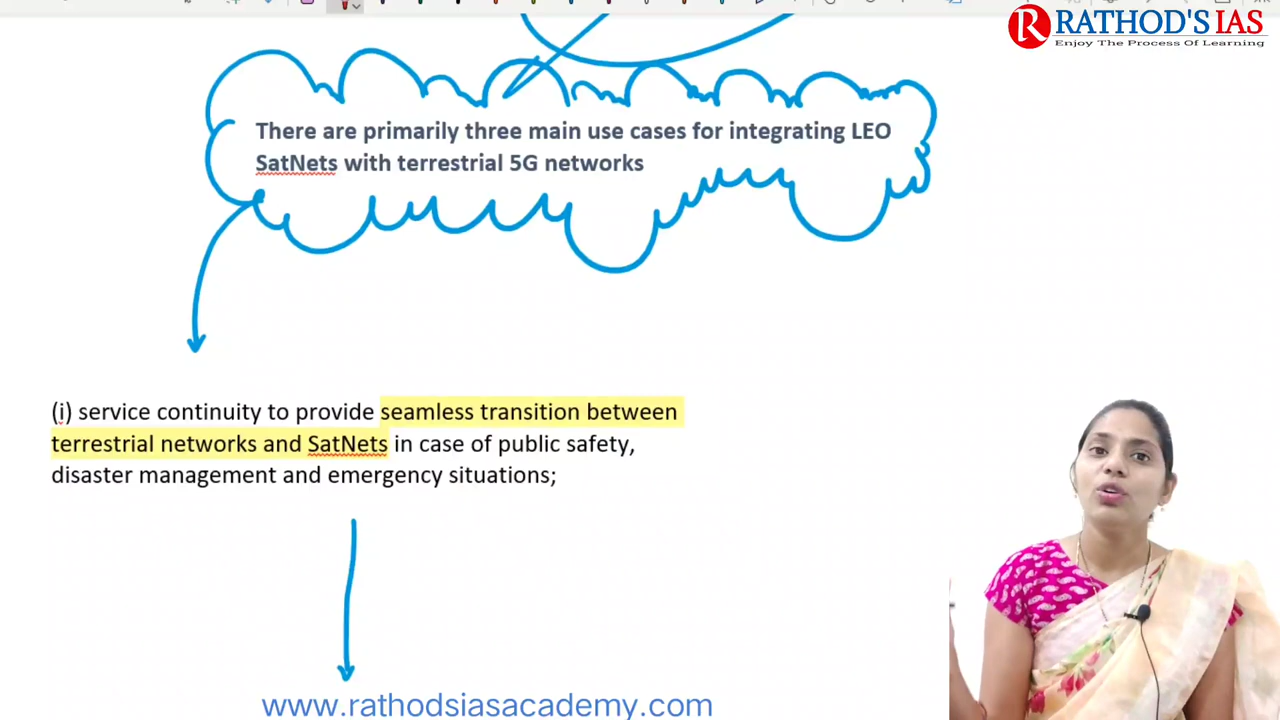 RATHOD'S IAS
Enjoy The Process Of Learning
There are primarily three main use cases for integrating LEO
SatNets with terrestrial 5G networks
(i) service continuity to provide seamless transition between
terrestrial networks and SatNets in case of public safety,
disaster management and emergency situations;
www.rathodsiasacademy.com